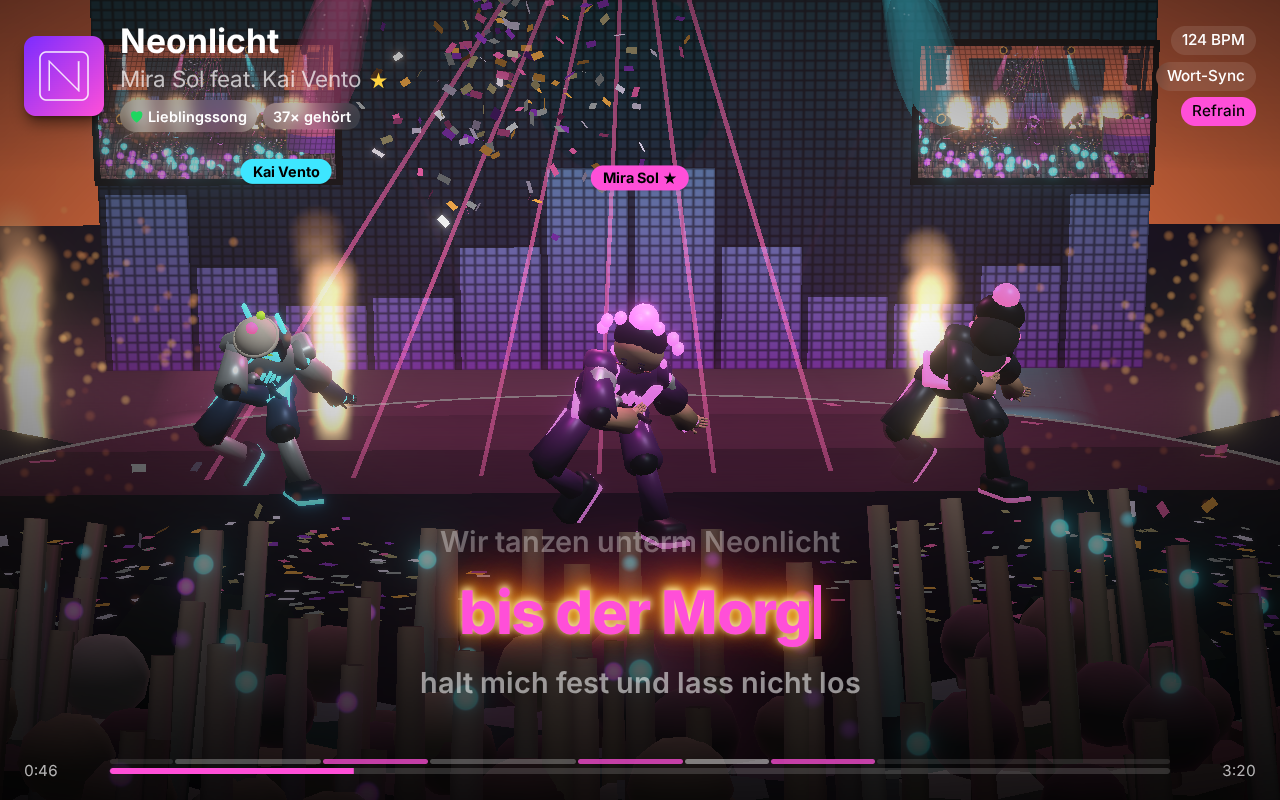 Neonlicht
Mira Sol feat. Kai Vento ★
Lieblingssong
37× gehört
124 BPM
Wort-Sync
Refrain
Kai Vento
Mira Sol ★
Wir tanzen unterm Neonlicht
bis der Morg
halt mich fest und lass nicht los
0:46
3:20